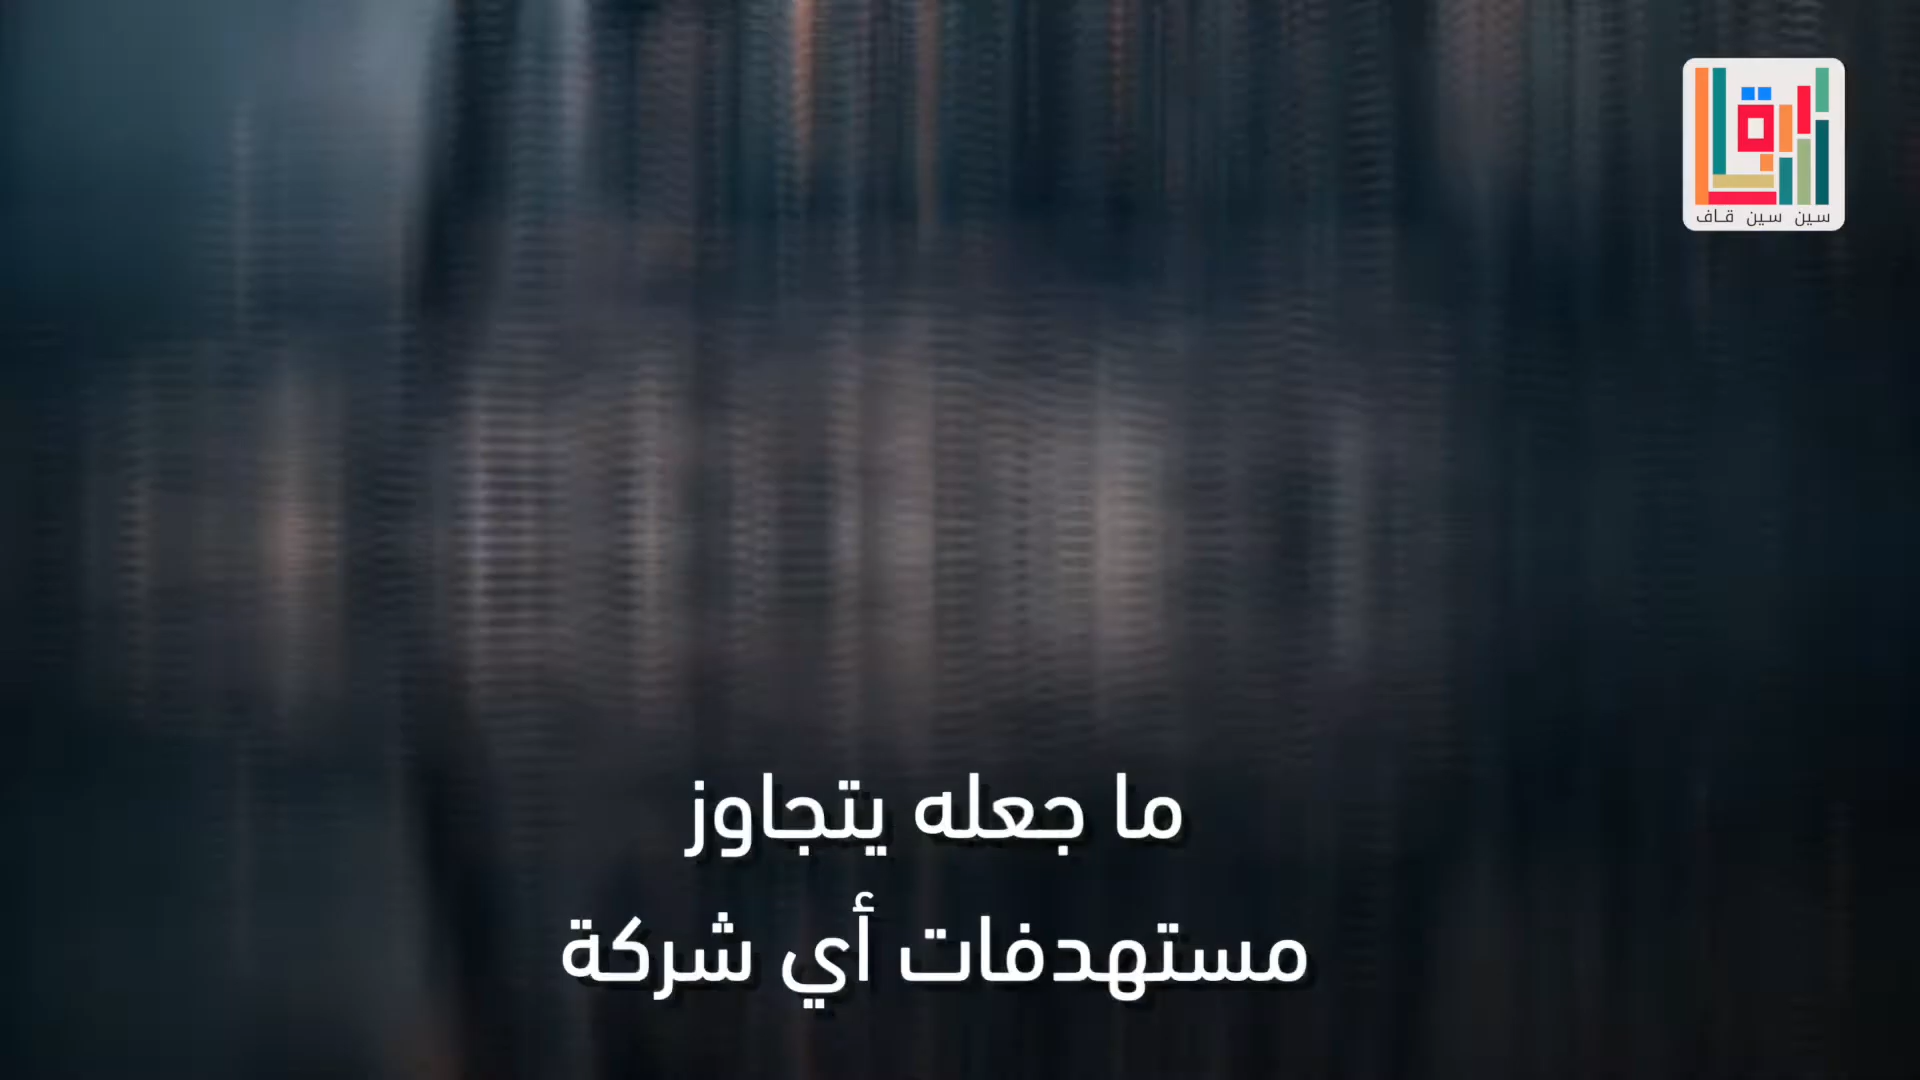 سين سين قاف
ما جعله يتجاوز
مستهدفات أي شركة